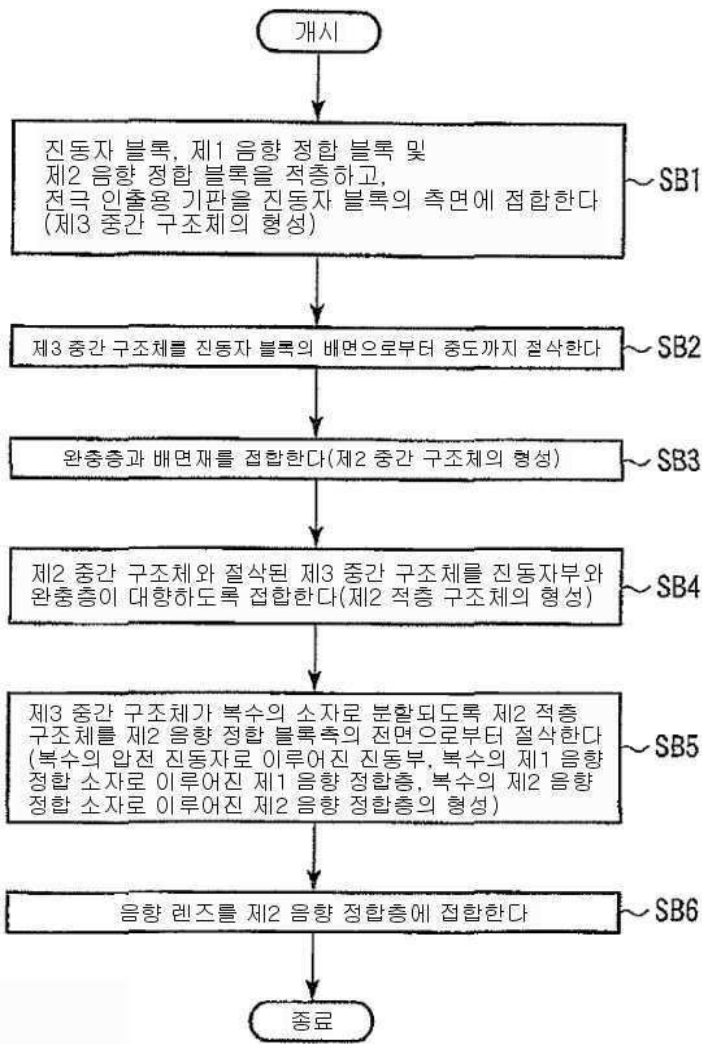 개시
진동자 블록, 제1 음향 정합 블록 및
제2 음향 정합 블록을 적층하고,
전극 인출용 기판을 진동자 블록의 측면에 접합한다
(제3 중간 구조체의 형성)
SB1
제3 중간 구조체를 진동자 블록의 배면으로부터 중도까지 절삭한다
SB2
완충층과 배면재를 접합한다(제2 중간 구조체의 형성)
SB3
제2 중간 구조체와 절삭된 제3 중간 구조체를 진동자부와
완충층이 대향하도록 접합한다(제2 적층 구조체의 형성)
SB4
제3 중간 구조체가 복수의 소자로 분할되도록 제2 적층
구조체를 제2 음향 정합 블록측의 전면으로부터 절삭한다
(복수의 압전 진동자로 이루어진 진동부, 복수의 제1 음향
정합 소자로 이루어진 제1 음향 정합층, 복수의 제2 음향
정합 소자로 이루어진 제2 음향 정합층의 형성)
SB5
음향 렌즈를 제2 음향 정합층에 접합한다
SB6
종료